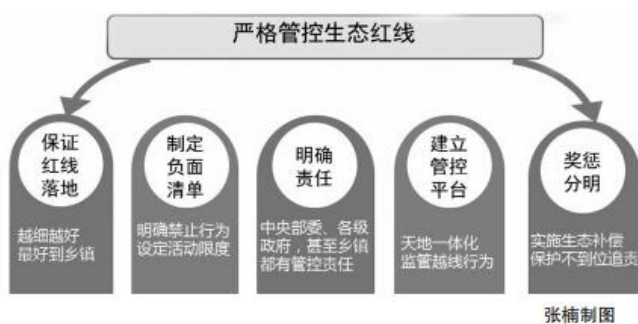 严格管控生态红线
保证
红线
落地
越细越好
最好到乡镇
制定
负面
清单
明确禁止行为
设定活动限度
明确
责任
中央部委、各级
政府，甚至乡镇
都有管控责任
建立
管控
平台
天地一体化
监管越线行为
奖惩
分明
实施生态补偿
保护不到位追责
张楠制图